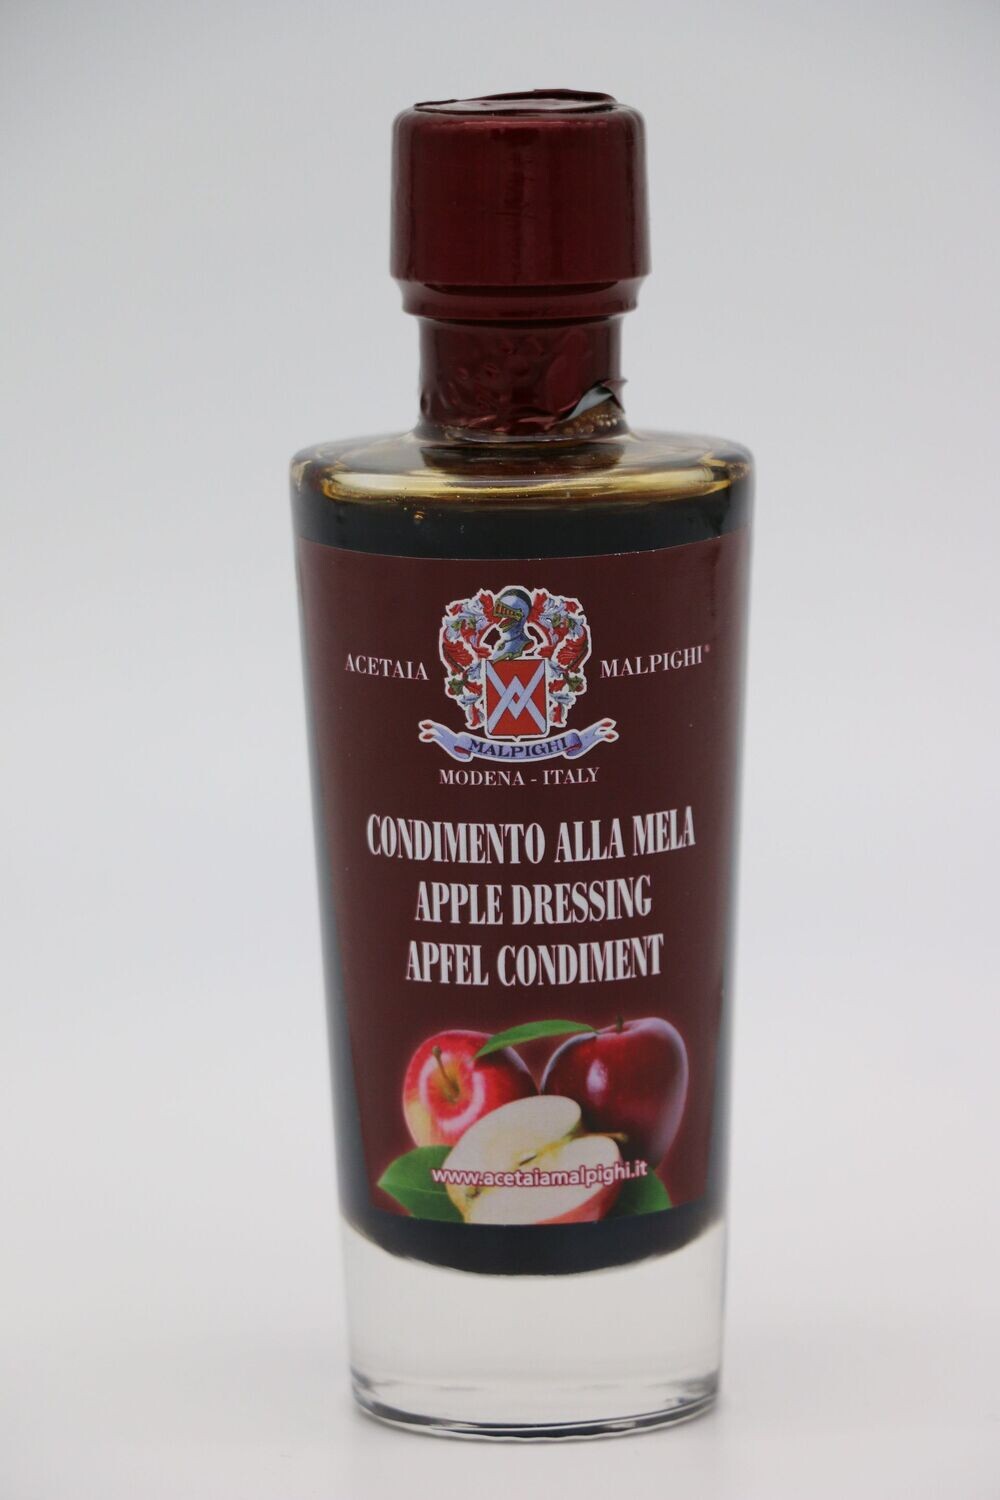 ACETAIA MALPIGHI®
MALPIGHI
MODENA - ITALY
CONDIMENTO ALLA MELA
APPLE DRESSING
APFEL CONDIMENT
www.acetaiamalpighi.it